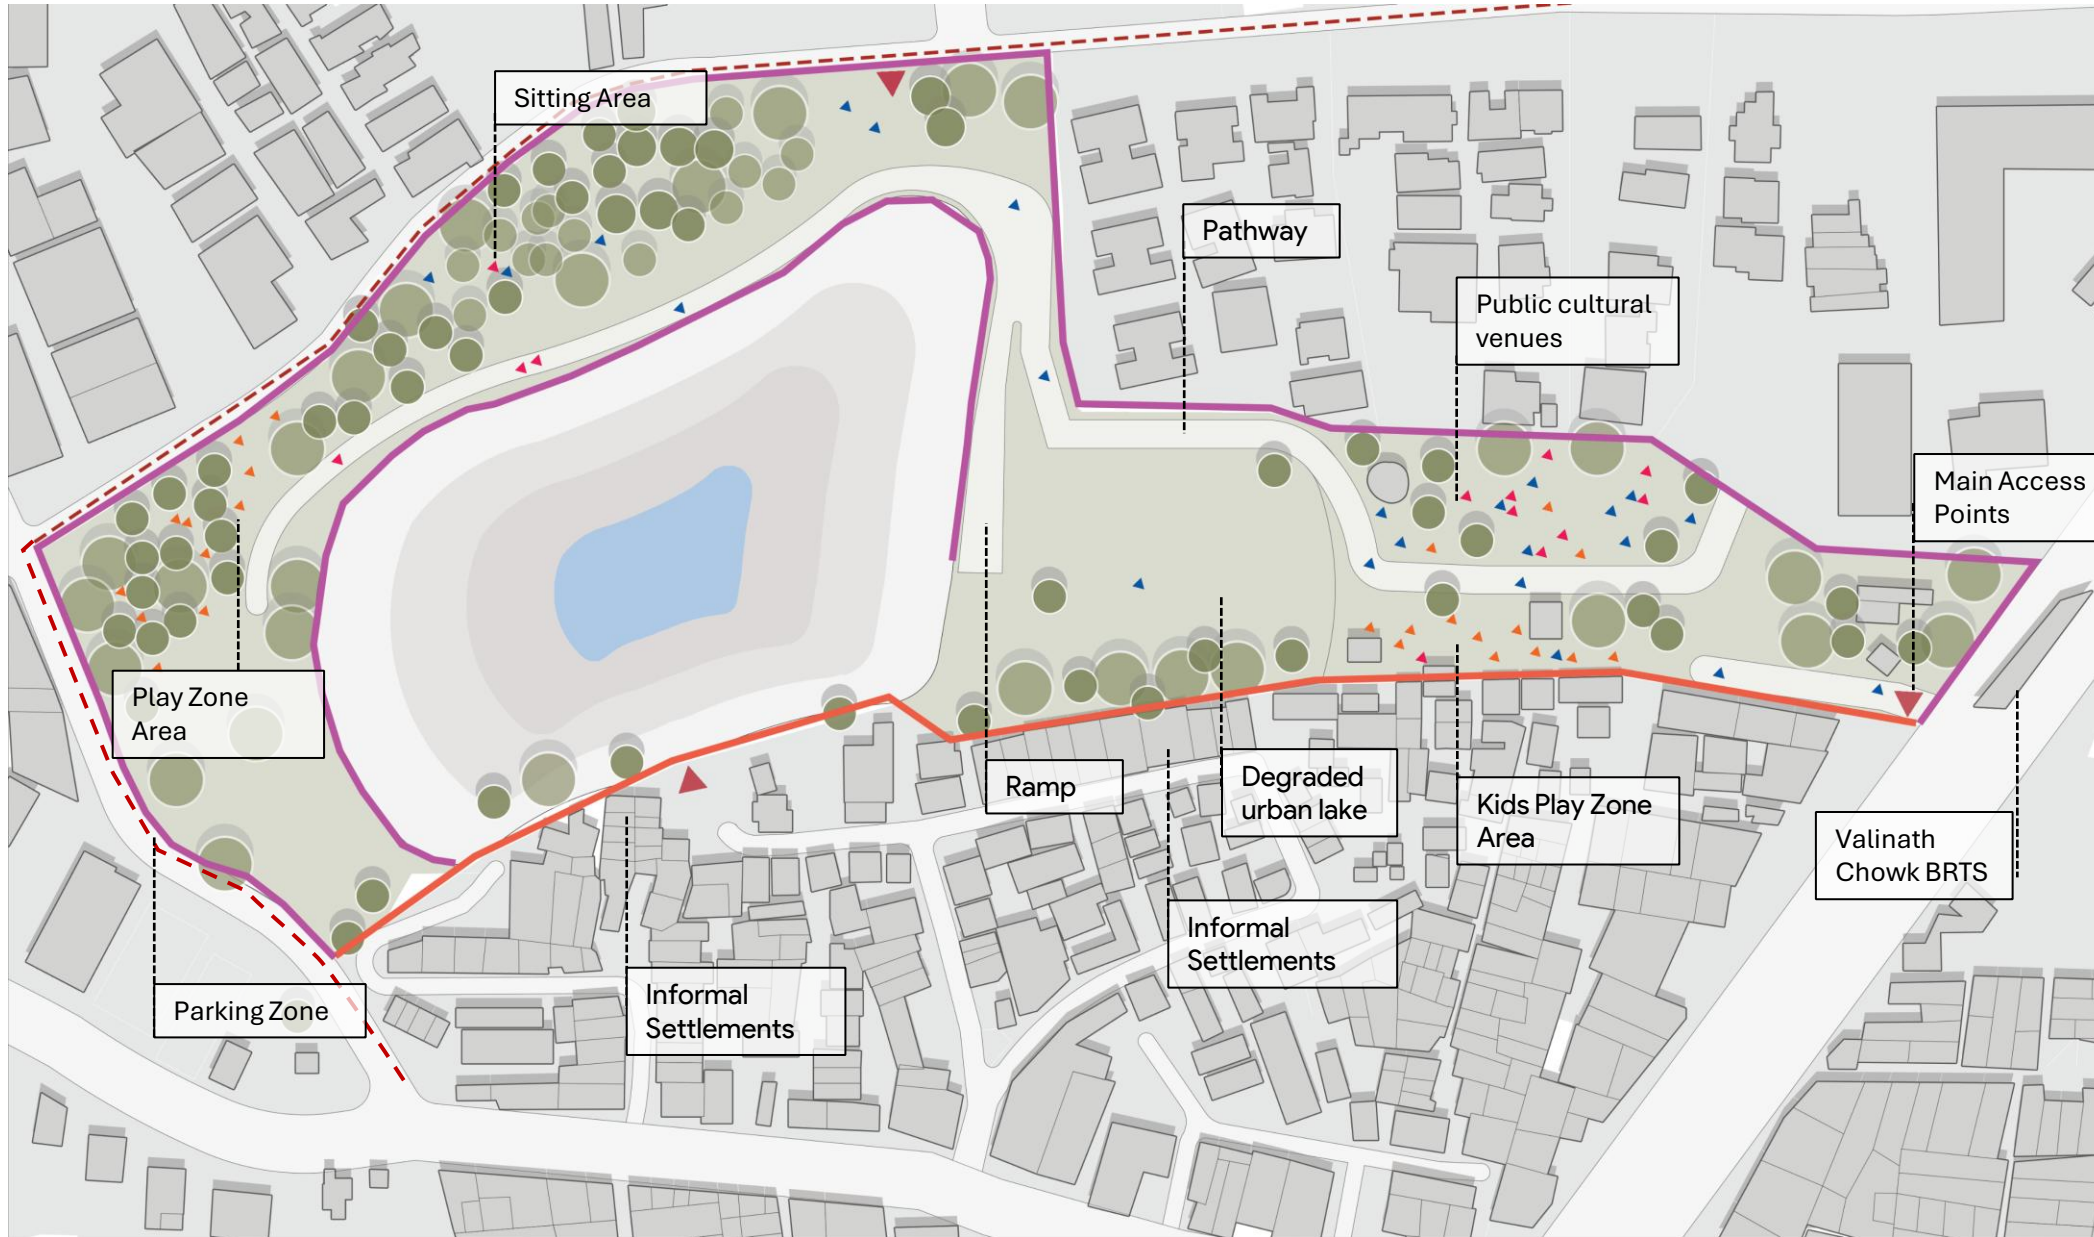 Sitting Area
Pathway
Public cultural
venues
Main Access
Points
Play Zone
Area
Ramp
Degraded
urban lake
Kids Play Zone
Area
Valinath
Chowk BRTS
Informal
Settlements
Parking Zone
Informal
Settlements